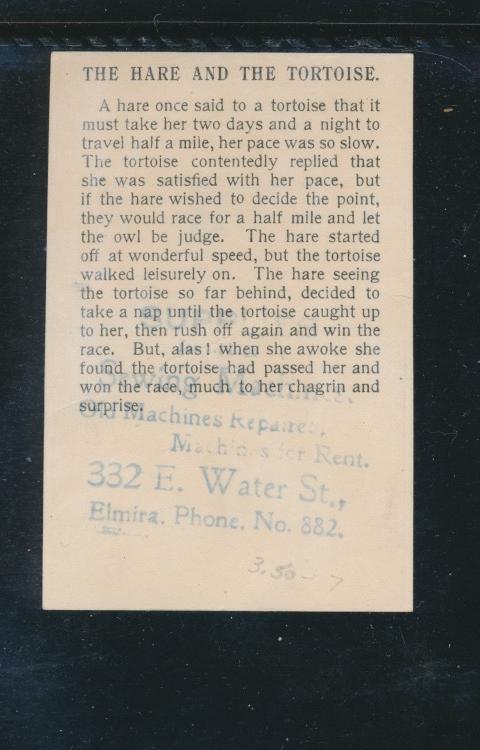 THE HARE AND THE TORTOISE.
A hare once said to a tortoise that it
must take her two days and a night to
travel half a mile, her pace was so slow.
The tortoise contentedly replied that
she was satisfied with her pace, but
if the hare wished to decide the point,
they would race for a half mile and let
the owl be judge. The hare started
off at wonderful speed, but the tortoise
walked leisurely on. The hare seeing
the tortoise so far behind, decided to
take a nap until the tortoise caught up
to her, then rush off again and win the
race. But, alas! when she awoke she
found the tortoise had passed her and
won the race, much to her chagrin and
surprise.
Sewing Machines.
Old Machines Repaired.
Machines for Rent.
332 E. Water St.,
Elmira. Phone. No. 882.
3.50